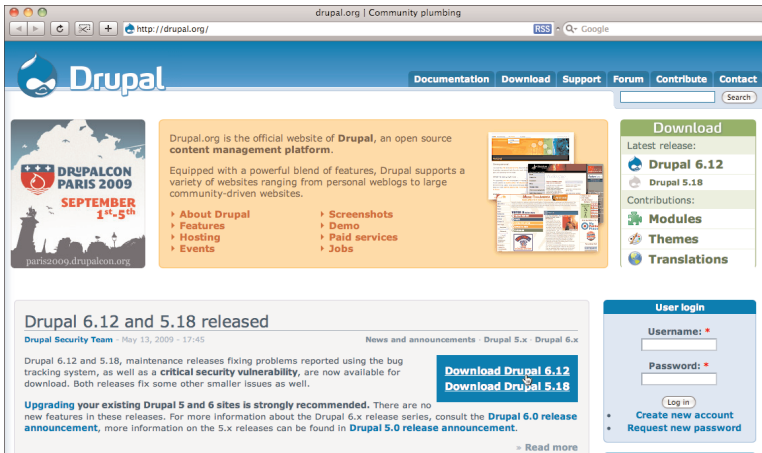 drupal.org | Community plumbing
http://drupal.org/
RSS
Google
Drupal
Documentation Download Support Forum Contribute Contact
Search
DRUPALCON
PARIS 2009
SEPTEMBER
1st-5th
paris2009.drupalcon.org
Drupal.org is the official website of Drupal, an open source
content management platform.
Equipped with a powerful blend of features, Drupal supports a
variety of websites ranging from personal weblogs to large
community-driven websites.
About Drupal
Features
Hosting
Events
Screenshots
Demo
Paid services
Jobs
Download
Latest release:
Drupal 6.12
Drupal 5.18
Contributions:
Modules
Themes
Translations
Drupal 6.12 and 5.18 released
Drupal Security Team - May 13, 2009 - 17:45
News and announcements · Drupal 5.x · Drupal 6.x
Drupal 6.12 and 5.18, maintenance releases fixing problems reported using the bug
tracking system, as well as a critical security vulnerability, are now available for
download. Both releases fix some other smaller issues as well.
Download Drupal 6.12
Download Drupal 5.18
Upgrading your existing Drupal 5 and 6 sites is strongly recommended. There are no
new features in these releases. For more information about the Drupal 6.x release series, consult the Drupal 6.0 release
announcement, more information on the 5.x releases can be found in Drupal 5.0 release announcement.
» Read more
User login
Username: *
Password: *
Log in
• Create new account
• Request new password